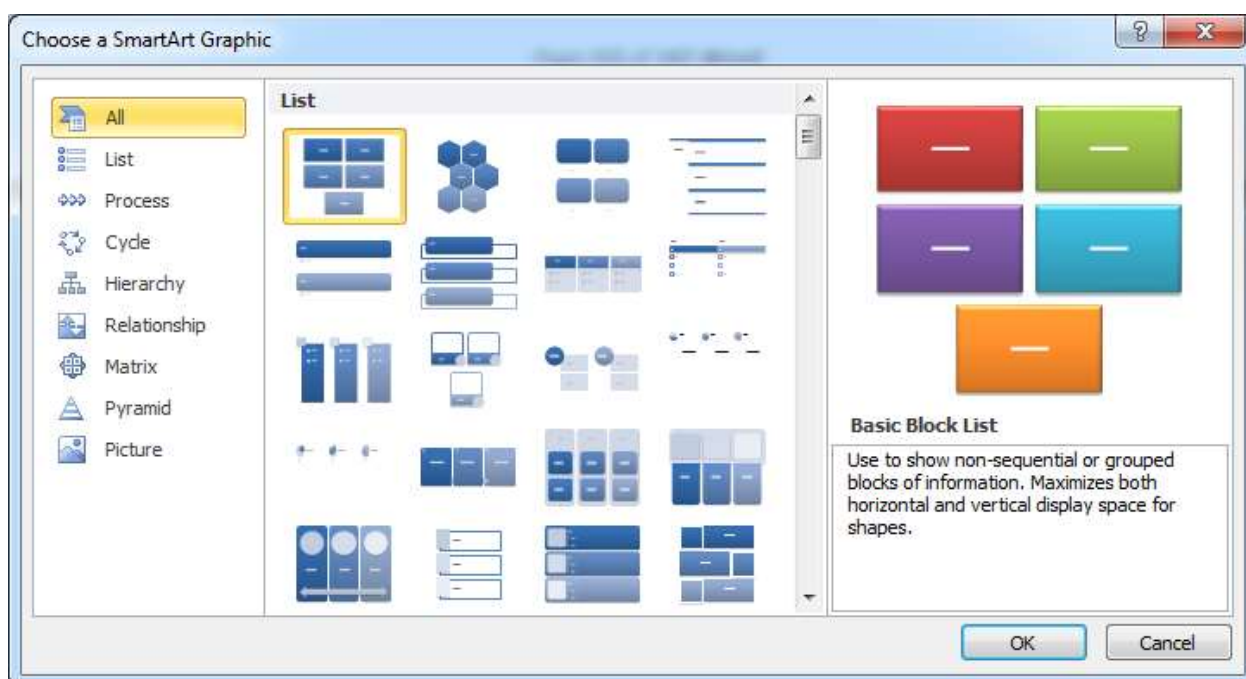 Choose a SmartArt Graphic
All
List
Process
Cycle
Hierarchy
Relationship
Matrix
Pyramid
Picture
List
Basic Block List
Use to show non-sequential or grouped
blocks of information. Maximizes both
horizontal and vertical display space for
shapes.
OK
Cancel